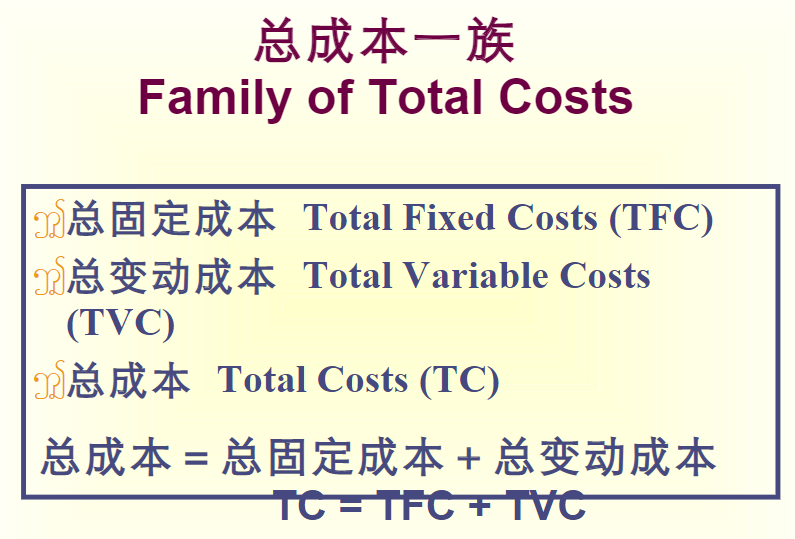 总成本一族
Family of Total Costs
总固定成本 Total Fixed Costs (TFC)
总变动成本 Total Variable Costs
(TVC)
总成本 Total Costs (TC)
总成本＝总固定成本＋总变动成本
TC = TFC + TVC